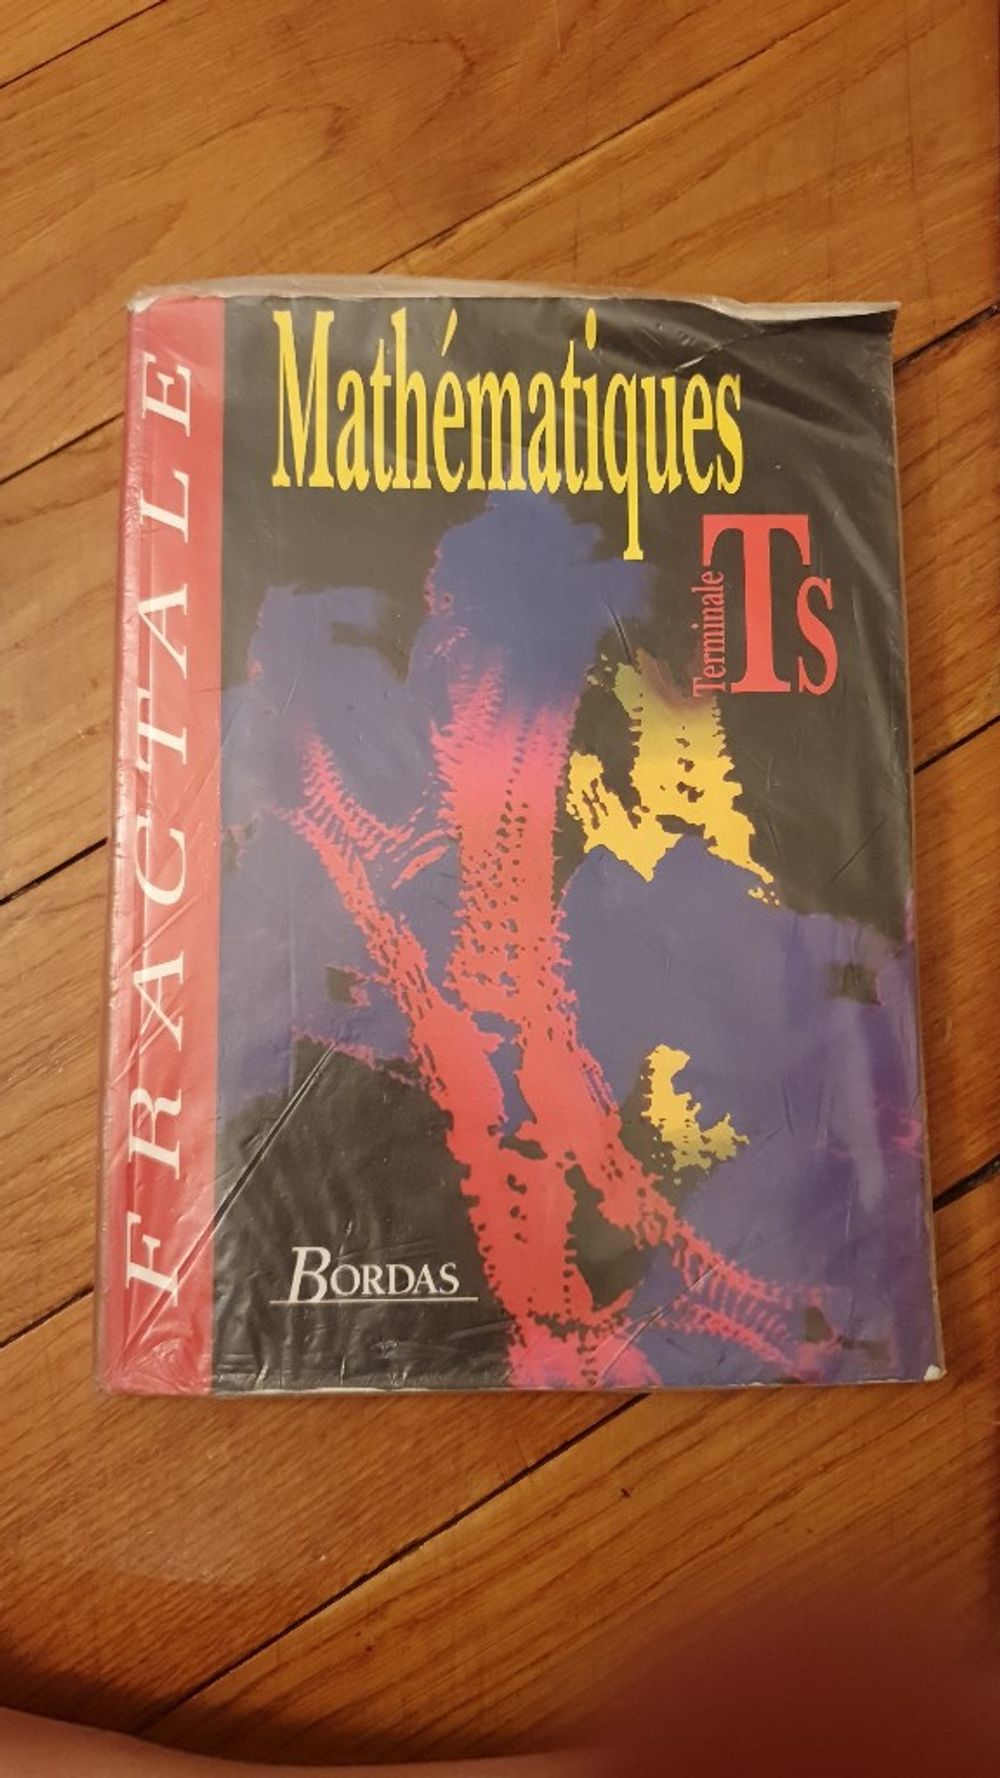 FRACTALE
Mathématiques
Terminale
Ts
BORDAS